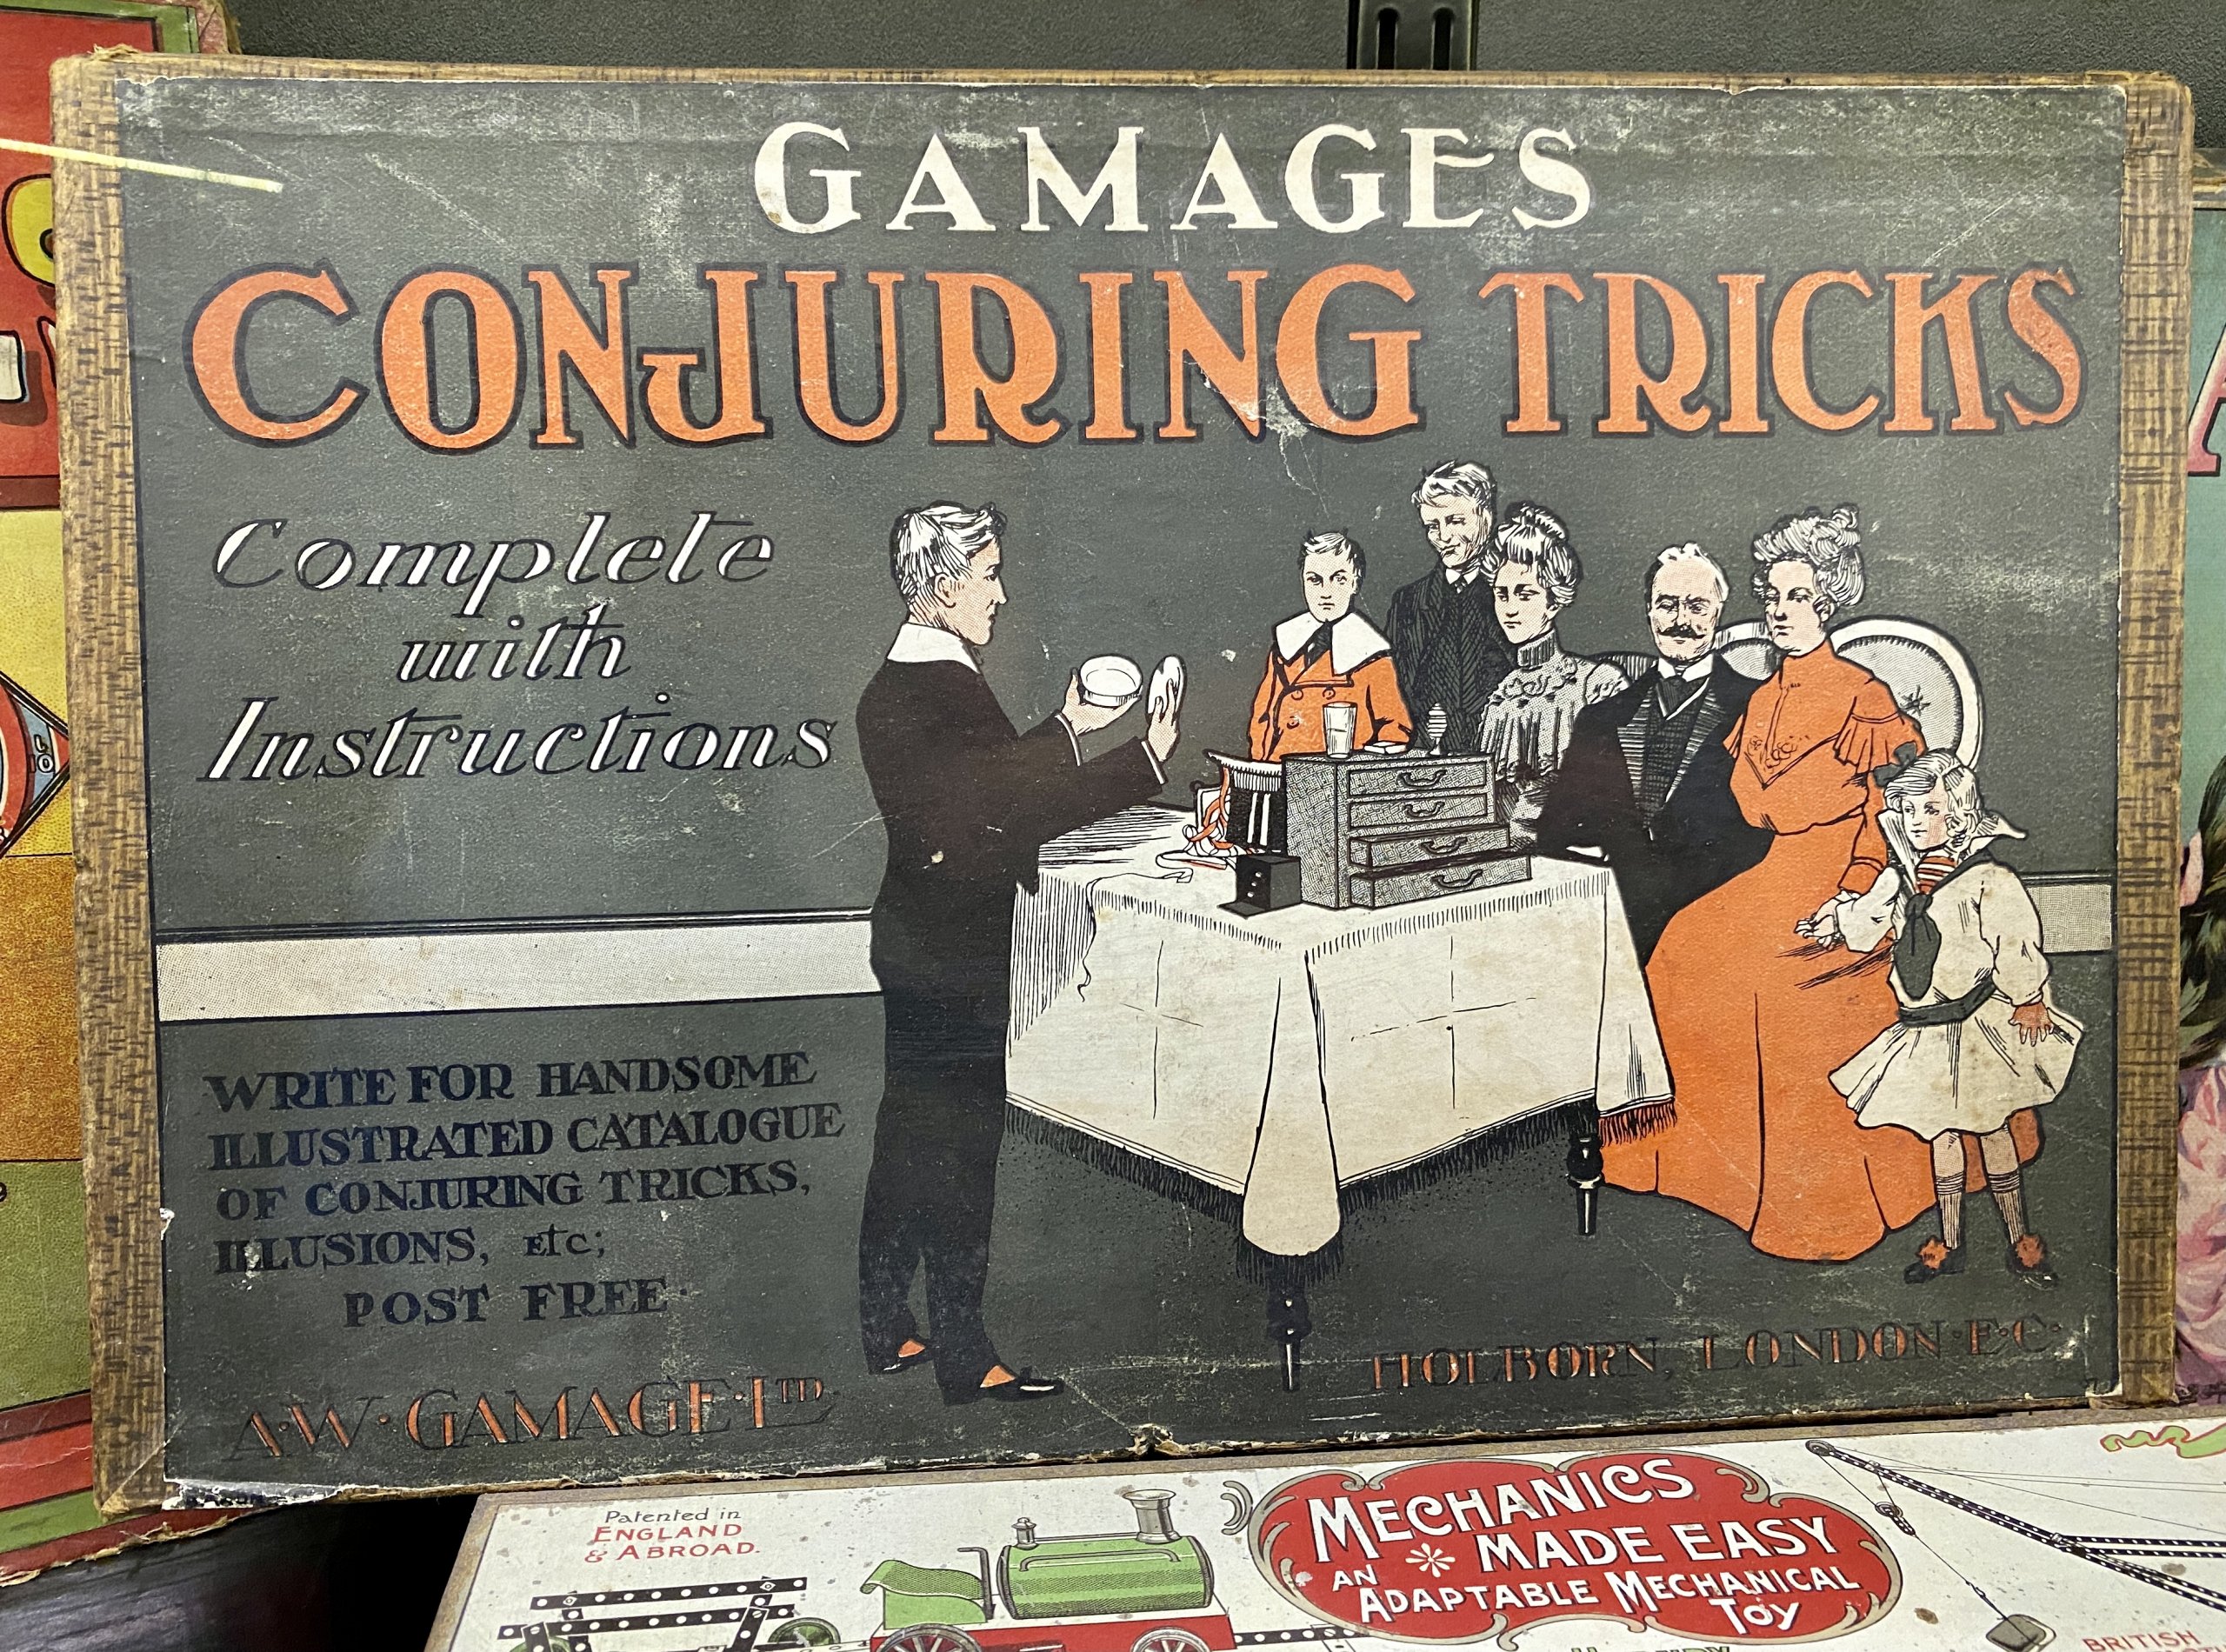 GAMAGES
CONJURING TRICKS
Complete
with
Instructions
WRITE FOR HANDSOME
ILLUSTRATED CATALOGUE
OF CONJURING TRICKS,
ILLUSIONS, Etc;
POST FREE·
A·W·GAMAGE·LTD.
HOLBORN, LONDON·E·C·
Patented in
ENGLAND
& ABROAD.
MECHANICS
MADE EASY
AN
ADAPTABLE MECHANICAL
TOY
BRITISH